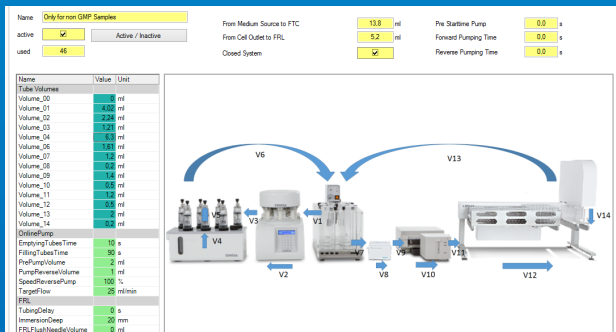 Name Only for non GMP Samples
active Active / Inactive
used 46
From Medium Source to FTC 13,8 ml
From Cell Outlet to FRL 5,2 ml
Closed System
Pre Starttime Pump 0,0 s
Forward Pumping Time 0,0 s
Reverse Pumping Time 0,0 s
Name Value Unit
Tube Volumes
Volume_00 0 ml
Volume_01 4,02 ml
Volume_02 2,24 ml
Volume_03 1,21 ml
Volume_04 6,3 ml
Volume_06 1,61 ml
Volume_07 1,2 ml
Volume_08 0,2 ml
Volume_09 1,4 ml
Volume_10 0,5 ml
Volume_11 1,2 ml
Volume_12 0,5 ml
Volume_13 2 ml
Volume_14 0,2 ml
OnlinePump
EmptyingTubesTime 10 s
FillingTubesTime 90 s
PrePumpVolume 2 ml
PumpReverseVolume 1 ml
SpeedReversePump 100 %
TargetFlow 25 ml/min
FRL
TubingDelay 0 s
ImmersionDeep 20 mm
FRLFlushNeedleVolume 0 ml
V6
V13
V5
V3
V1
V14
V4
V7
V9
V11
V2
V8
V10
V12